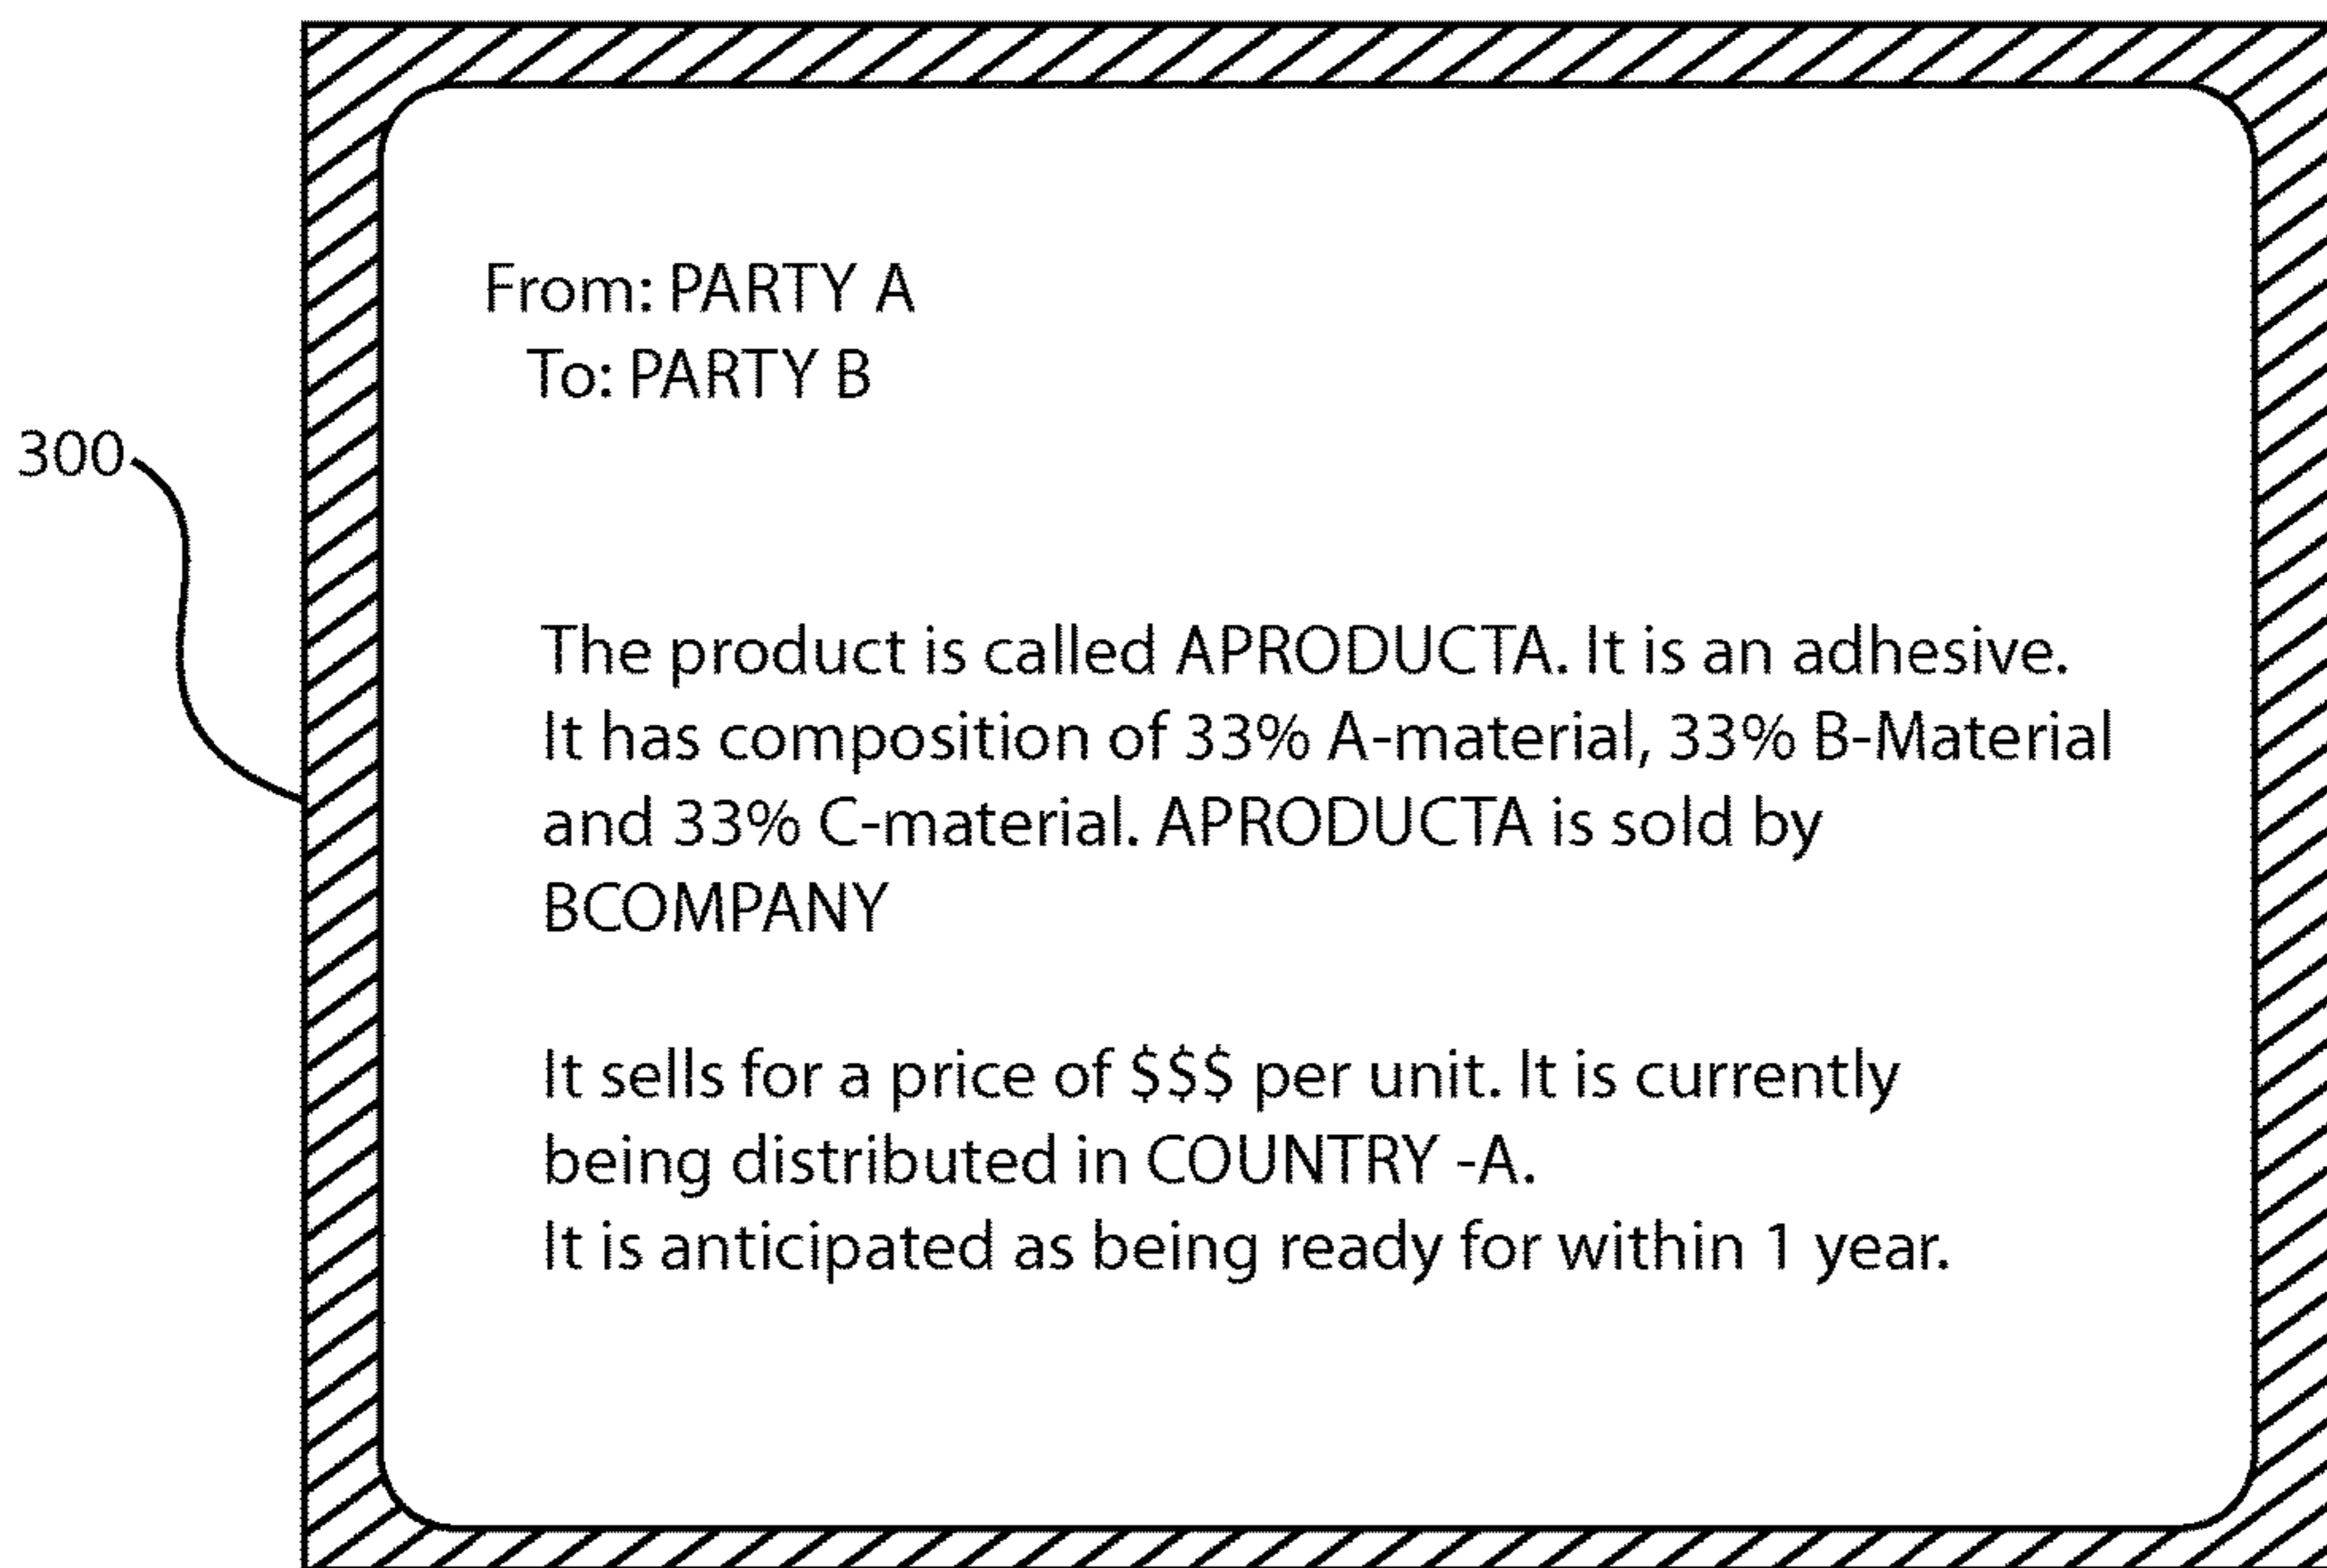 From: PARTY A
To: PARTY B
300
The product is called APRODUCTA. It is an adhesive.
It has composition of 33% A-material, 33% B-Material
and 33% C-material. APRODUCTA is sold by
BCOMPANY
It sells for a price of $$$ per unit. It is currently
being distributed in COUNTRY -A.
It is anticipated as being ready for within 1 year.